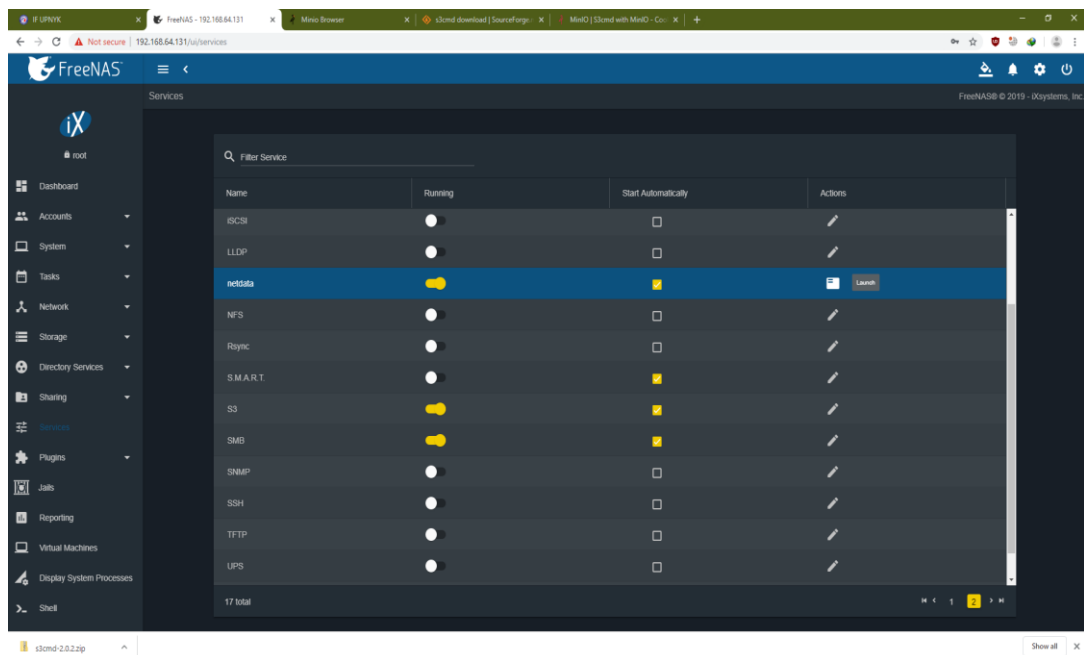 IF UPNYK
FreeNAS - 192.168.64.131
Minio Browser
s3cmd download | SourceForge
MinIO | S3cmd with MinIO - Coo
Not secure | 192.168.64.131/ui/services
FreeNAS
Services
FreeNAS® © 2019 - iXsystems, Inc
iX
root
Dashboard
Accounts
System
Tasks
Network
Storage
Directory Services
Sharing
Services
Plugins
Jails
Reporting
Virtual Machines
Display System Processes
Shell
Filter Service
Name Running Start Automatically Actions
iSCSI
LLDP
netdata Launch
NFS
Rsync
S.M.A.R.T.
S3
SMB
SNMP
SSH
TFTP
UPS
17 total 1 2
s3cmd-2.0.2.zip Show all